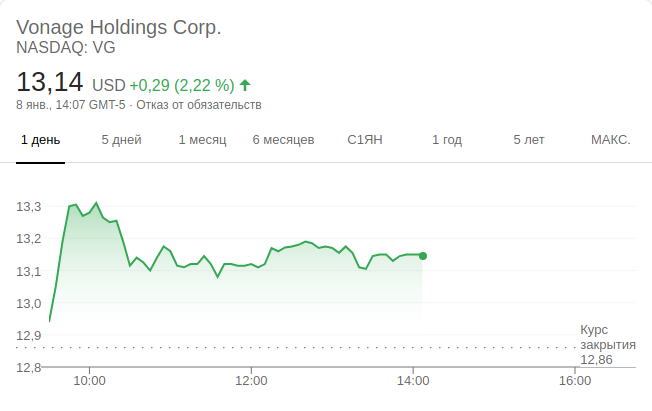 Vonage Holdings Corp.
NASDAQ: VG
13,14 USD +0,29 (2,22 %)
8 янв., 14:07 GMT-5 · Отказ от обязательств
1 день 5 дней 1 месяц 6 месяцев С1ЯН 1 год 5 лет МАКС.
13,3
13,2
13,1
13,0
12,9
Курс
закрытия
12,86
12,8
10:00 12:00 14:00 16:00